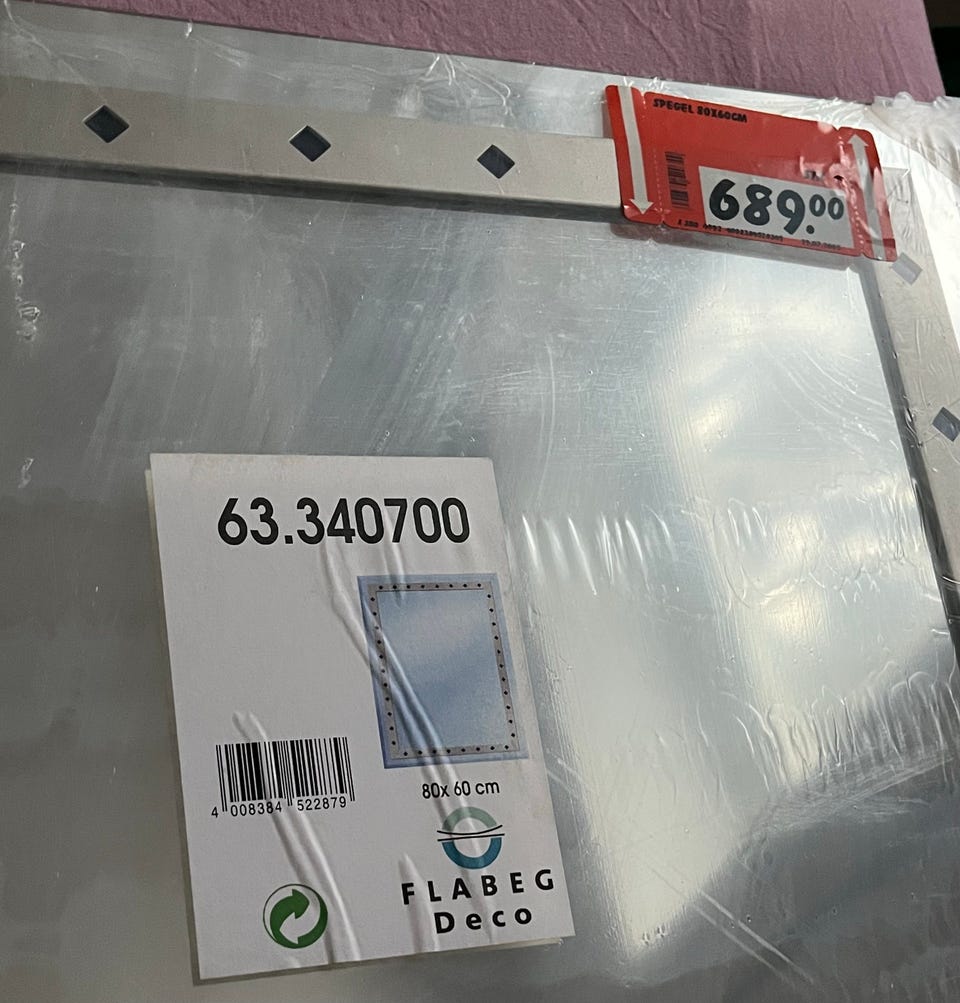 SPEGEL 80X60CM
689.00
63.340700
4 008384 522879
80x 60 cm
FLABEG
Deco